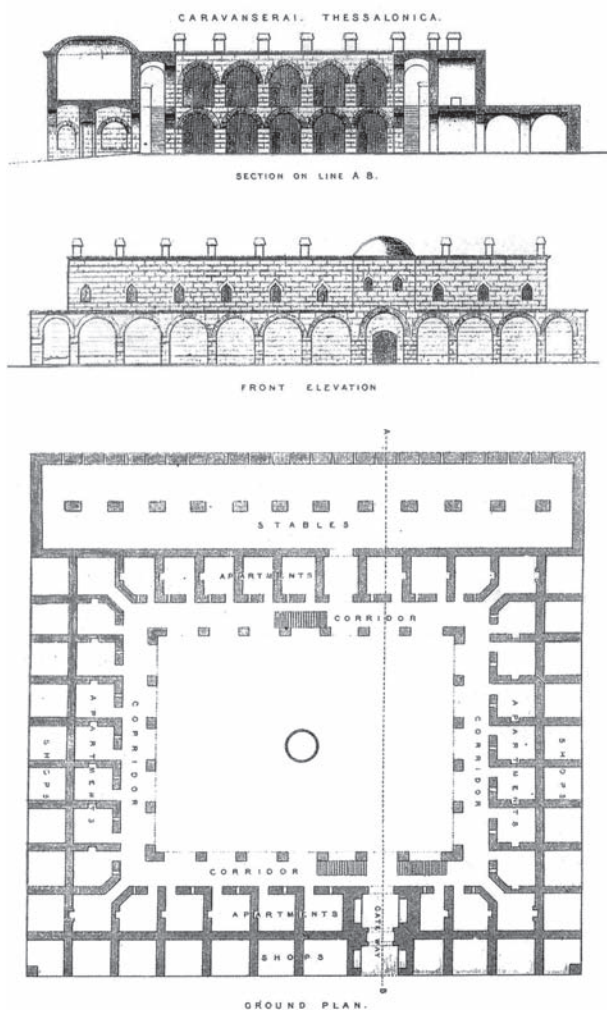 CARAVANSERAI. THESSALONICA.
SECTION ON LINE A B.
FRONT ELEVATION
A
STABLES
APARTMENTS
CORRIDOR
SHOPS
APARTMENTS
CORRIDOR
CORRIDOR
APARTMENTS
SHOPS
CORRIDOR
APARTMENTS
GATE WAY
SHOPS
B
GROUND PLAN.